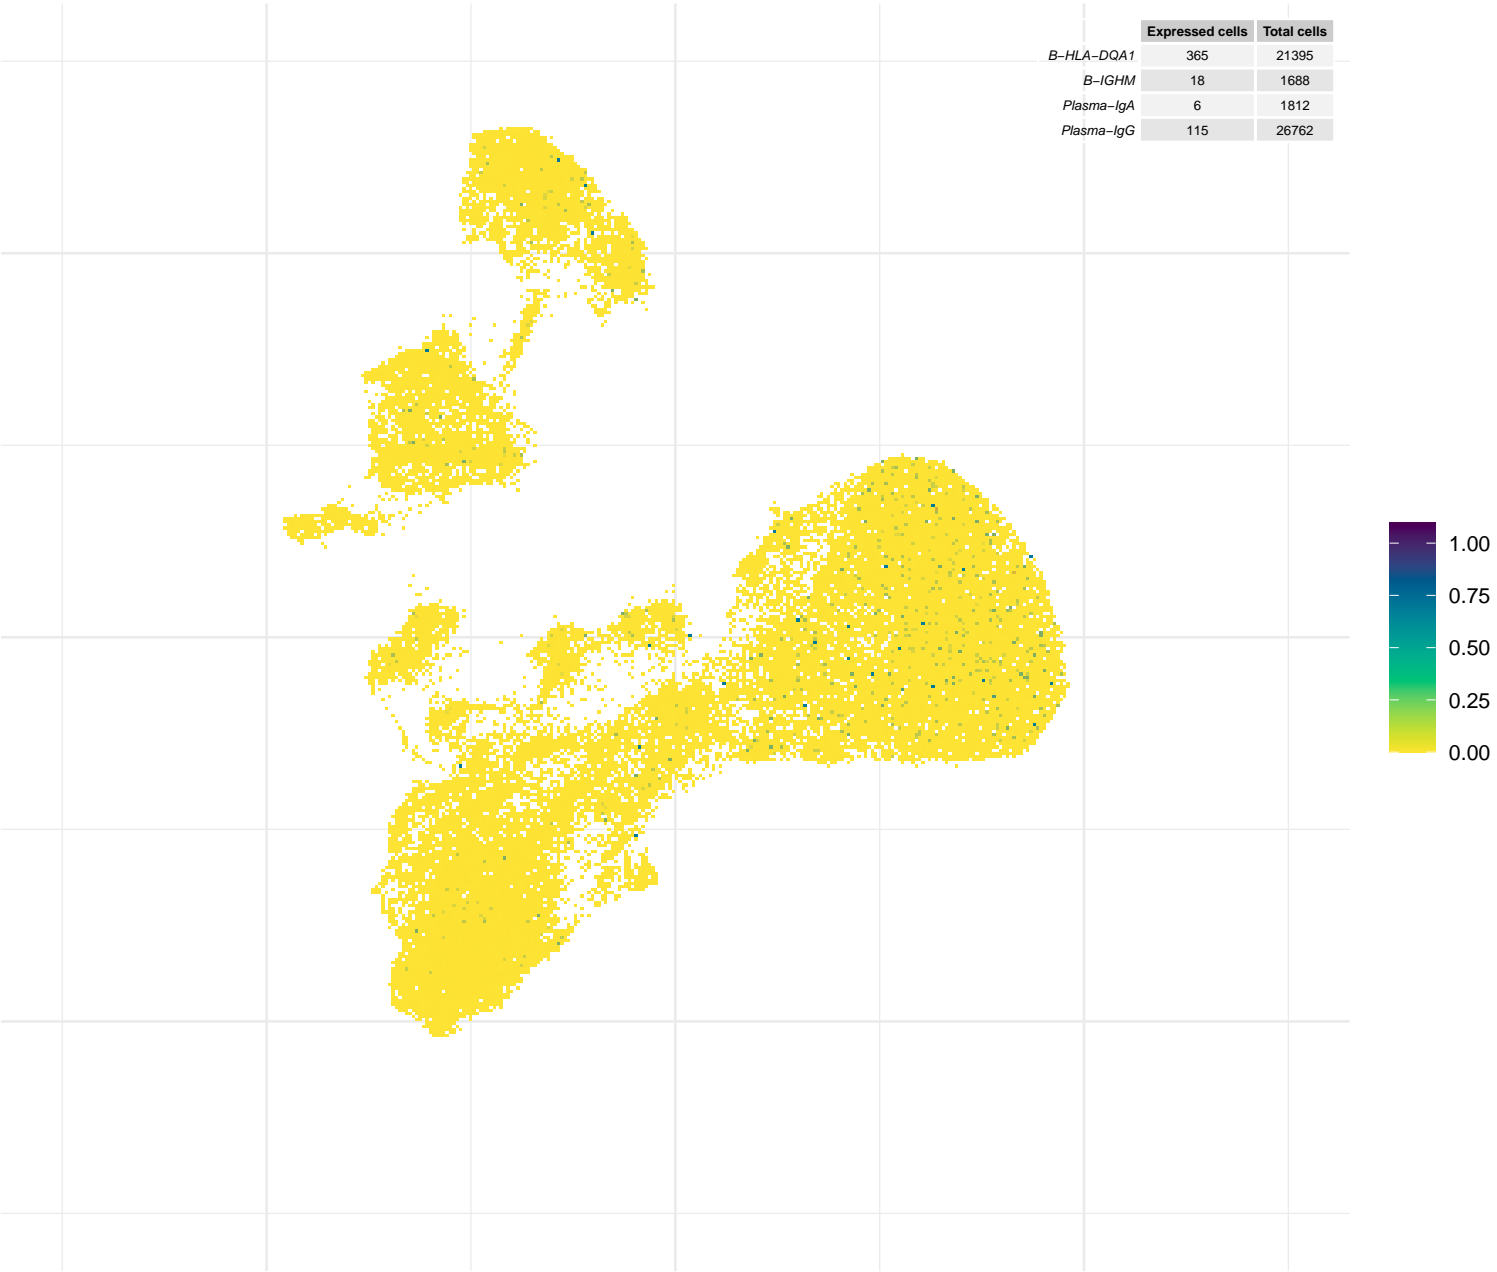 Expressed cells Total cells
B−HLA−DQA1 365 21395
B−IGHM 18 1688
Plasma−IgA 6 1812
Plasma−IgG 115 26762
1.00
0.75
0.50
0.25
0.00